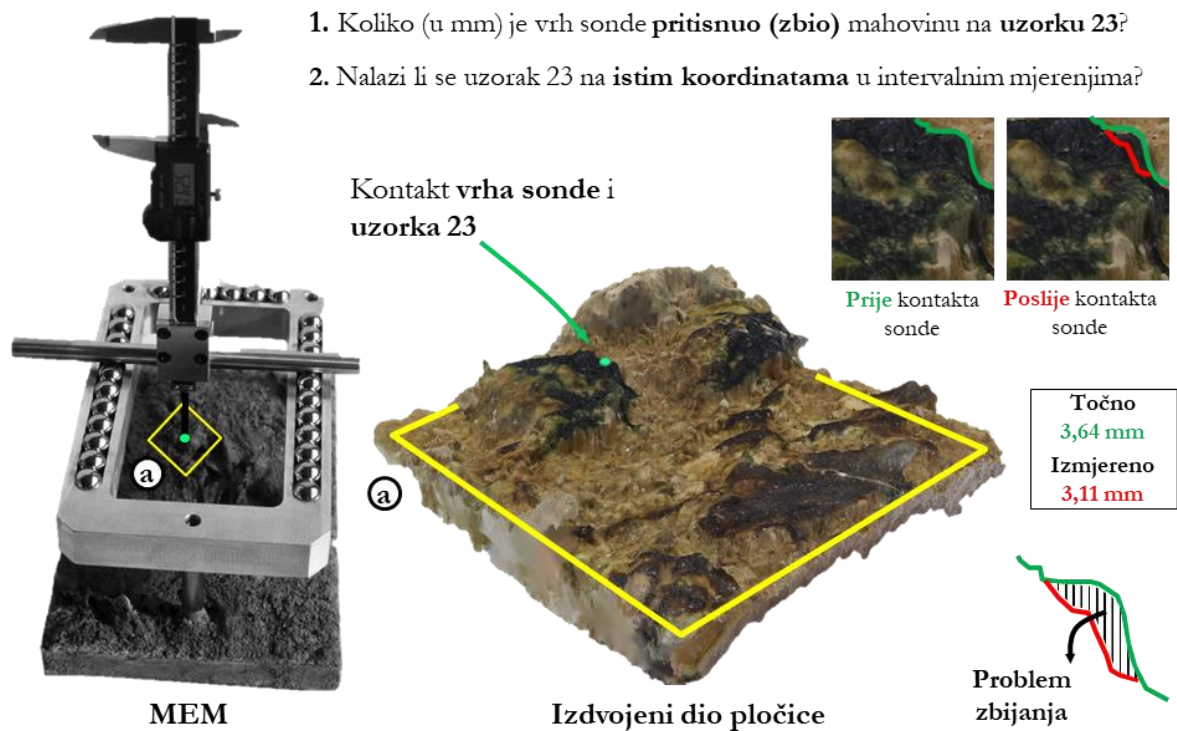 1. Koliko (u mm) je vrh sonde pritisnuo (zbio) mahovinu na uzorku 23?
2. Nalazi li se uzorak 23 na istim koordinatama u intervalnim mjerenjima?
Kontakt vrha sonde i
uzorka 23
Prije kontakta
sonde
Poslije kontakta
sonde
Točno
3,64 mm
Izmjereno
3,11 mm
a
a
Problem
zbijanja
MEM
Izdvojeni dio pločice